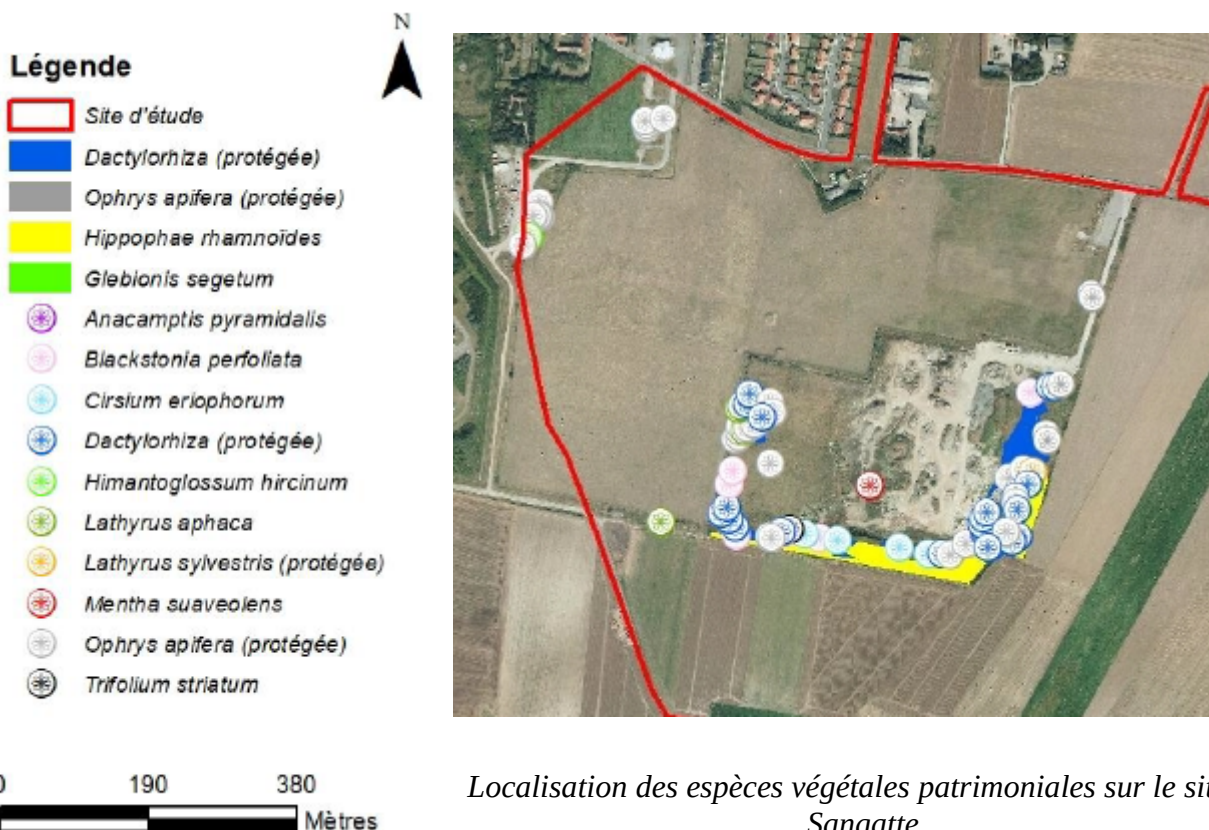 N
Légende
Site d'étude
Dactylorhiza (protégée)
Ophrys apifera (protégée)
Hippophae rhamnoïdes
Glebionis segetum
Anacamptis pyramidalis
Blackstonia perfoliata
Cirsium eriophorum
Dactylorhiza (protégée)
Himantoglossum hircinum
Lathyrus aphaca
Lathyrus sylvestris (protégée)
Mentha suaveolens
Ophrys apifera (protégée)
Trifolium striatum
0 190 380
Mètres
Localisation des espèces végétales patrimoniales sur le sit
Sangatte